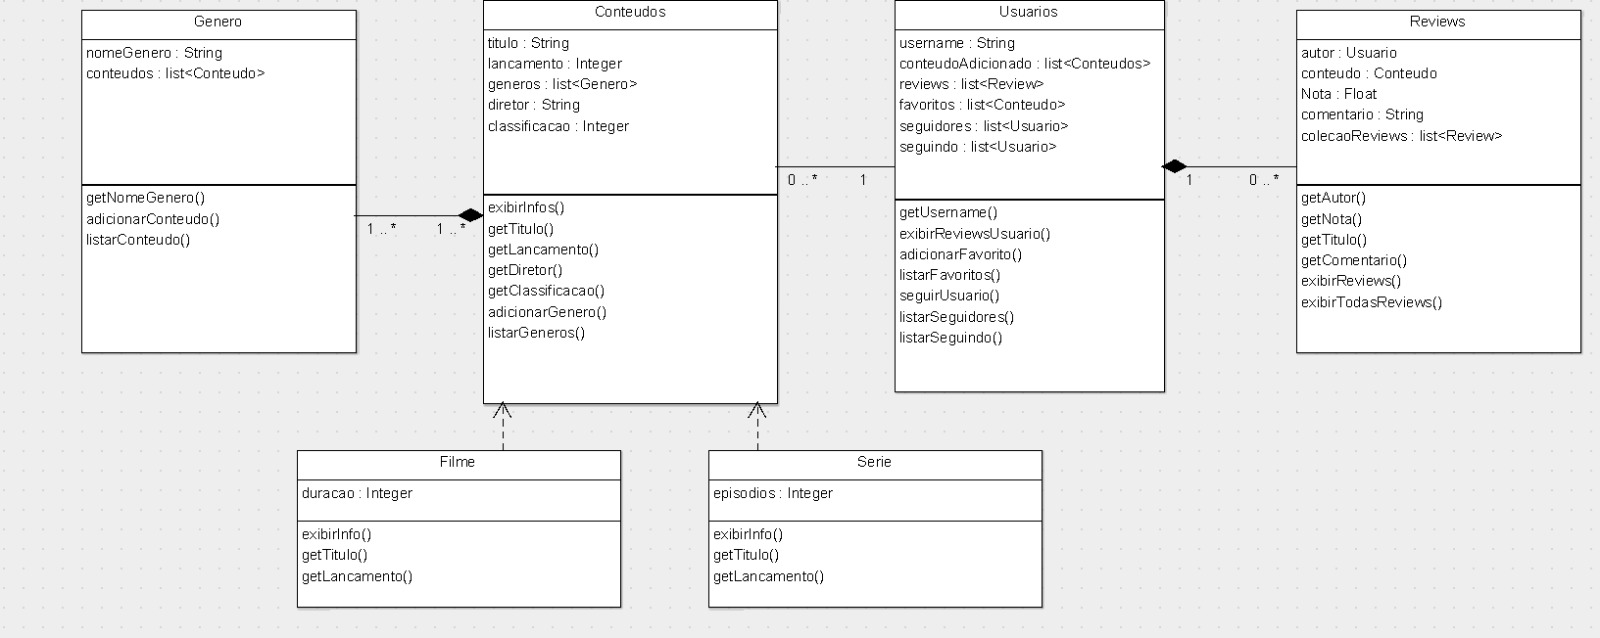 Genero
nomeGenero : String
conteudos : list<Conteudo>
getNomeGenero()
adicionarConteudo()
listarConteudo()
1 ..*
1 ..*
Conteudos
titulo : String
lancamento : Integer
generos : list<Genero>
diretor : String
classificacao : Integer
exibirInfos()
getTitulo()
getLancamento()
getDiretor()
getClassificacao()
adicionarGenero()
listarGeneros()
0 ..*
1
Usuarios
username : String
conteudoAdicionado : list<Conteudos>
reviews : list<Review>
favoritos : list<Conteudo>
seguidores : list<Usuario>
seguindo : list<Usuario>
getUsername()
exibirReviewsUsuario()
adicionarFavorito()
listarFavoritos()
seguirUsuario()
listarSeguidores()
listarSeguindo()
1
0 ..*
Reviews
autor : Usuario
conteudo : Conteudo
Nota : Float
comentario : String
colecaoReviews : list<Review>
getAutor()
getNota()
getTitulo()
getComentario()
exibirReviews()
exibirTodasReviews()
Filme
duracao : Integer
exibirInfo()
getTitulo()
getLancamento()
Serie
episodios : Integer
exibirInfo()
getTitulo()
getLancamento()